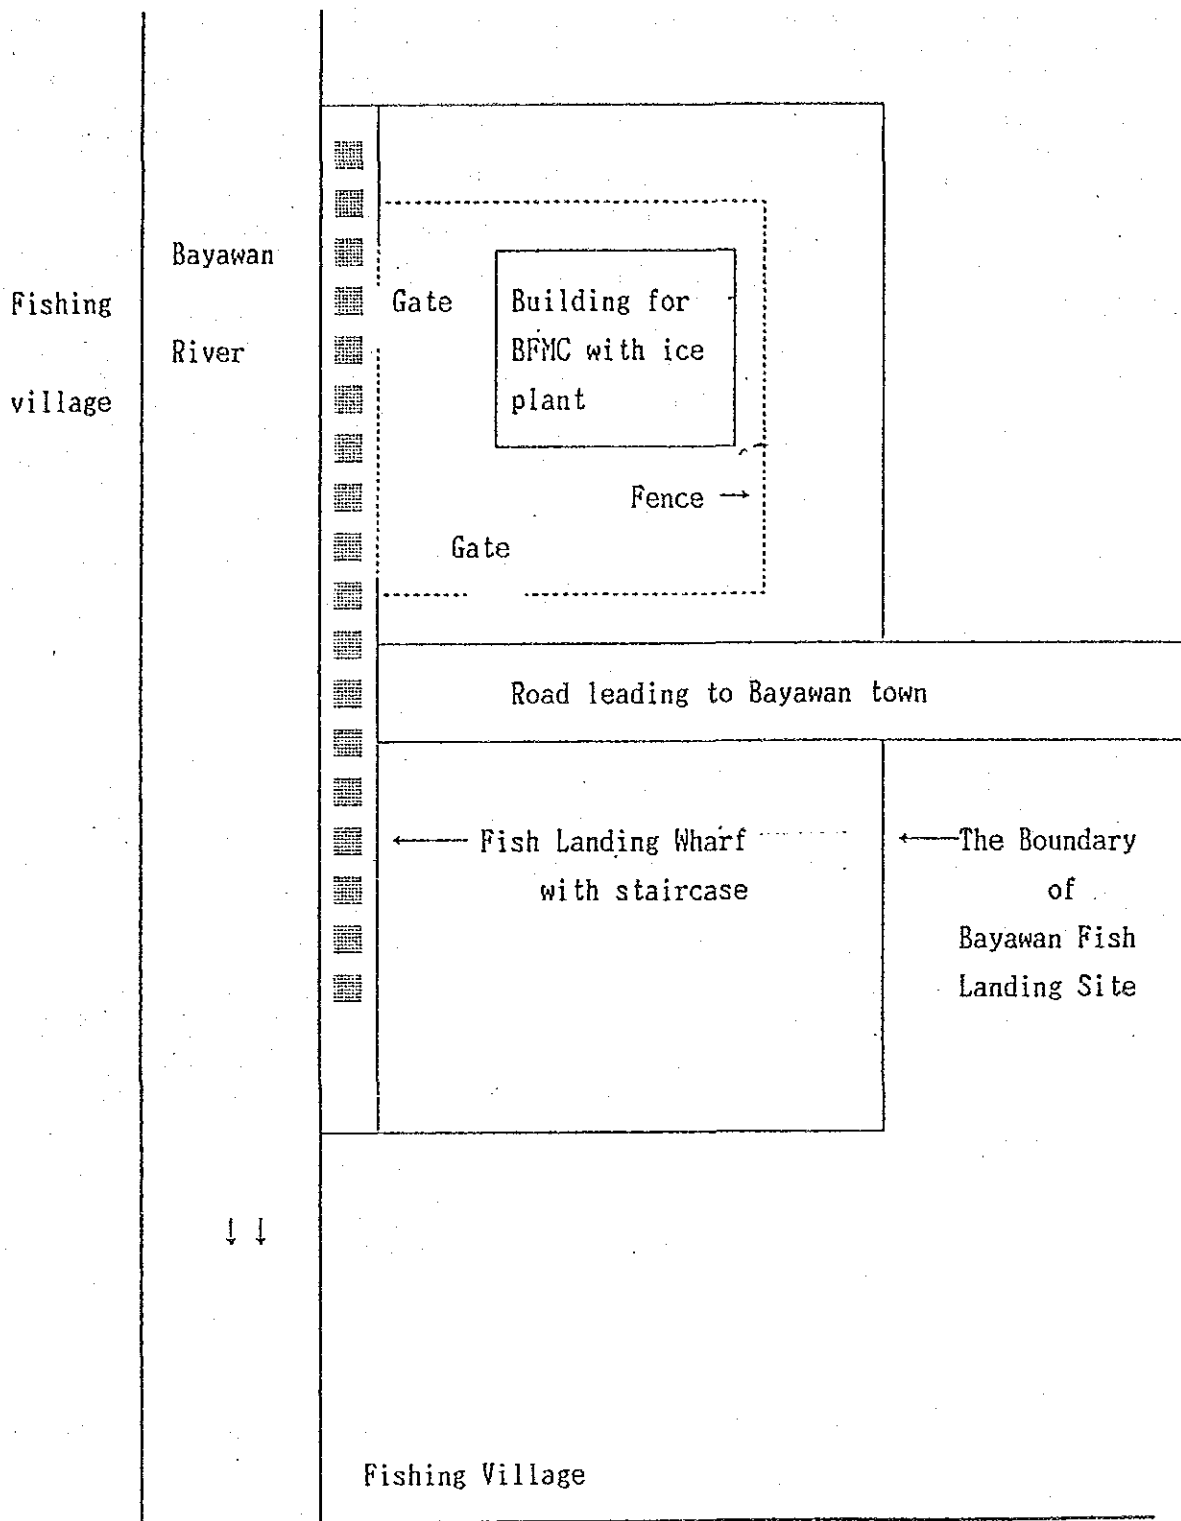 Bayawan
River
Fishing
village
Gate
Building for
BFMC with ice
plant
Fence →
Gate
Road leading to Bayawan town
← Fish Landing Wharf
with staircase
← The Boundary
of
Bayawan Fish
Landing Site
↓ ↓
Fishing Village